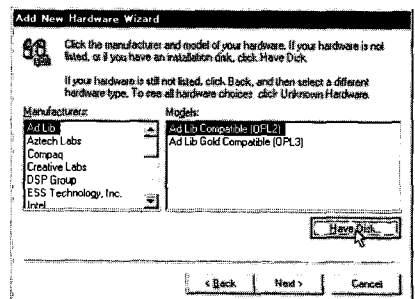 Add New Hardware Wizard
Click the manufacturer and model of your hardware. If your hardware is not
listed, or if you have an installation disk, click Have Disk.
If your hardware is still not listed, click Back, and then select a different
hardware type. To see all hardware choices, click Unknown Hardware.
Manufacturers:
Ad Lib
Aztech Labs
Compaq
Creative Labs
DSP Group
ESS Technology, Inc.
Intel
Models:
Ad Lib Compatible (OPL2)
Ad Lib Gold Compatible (OPL3)
Have Disk...
< Back
Next >
Cancel